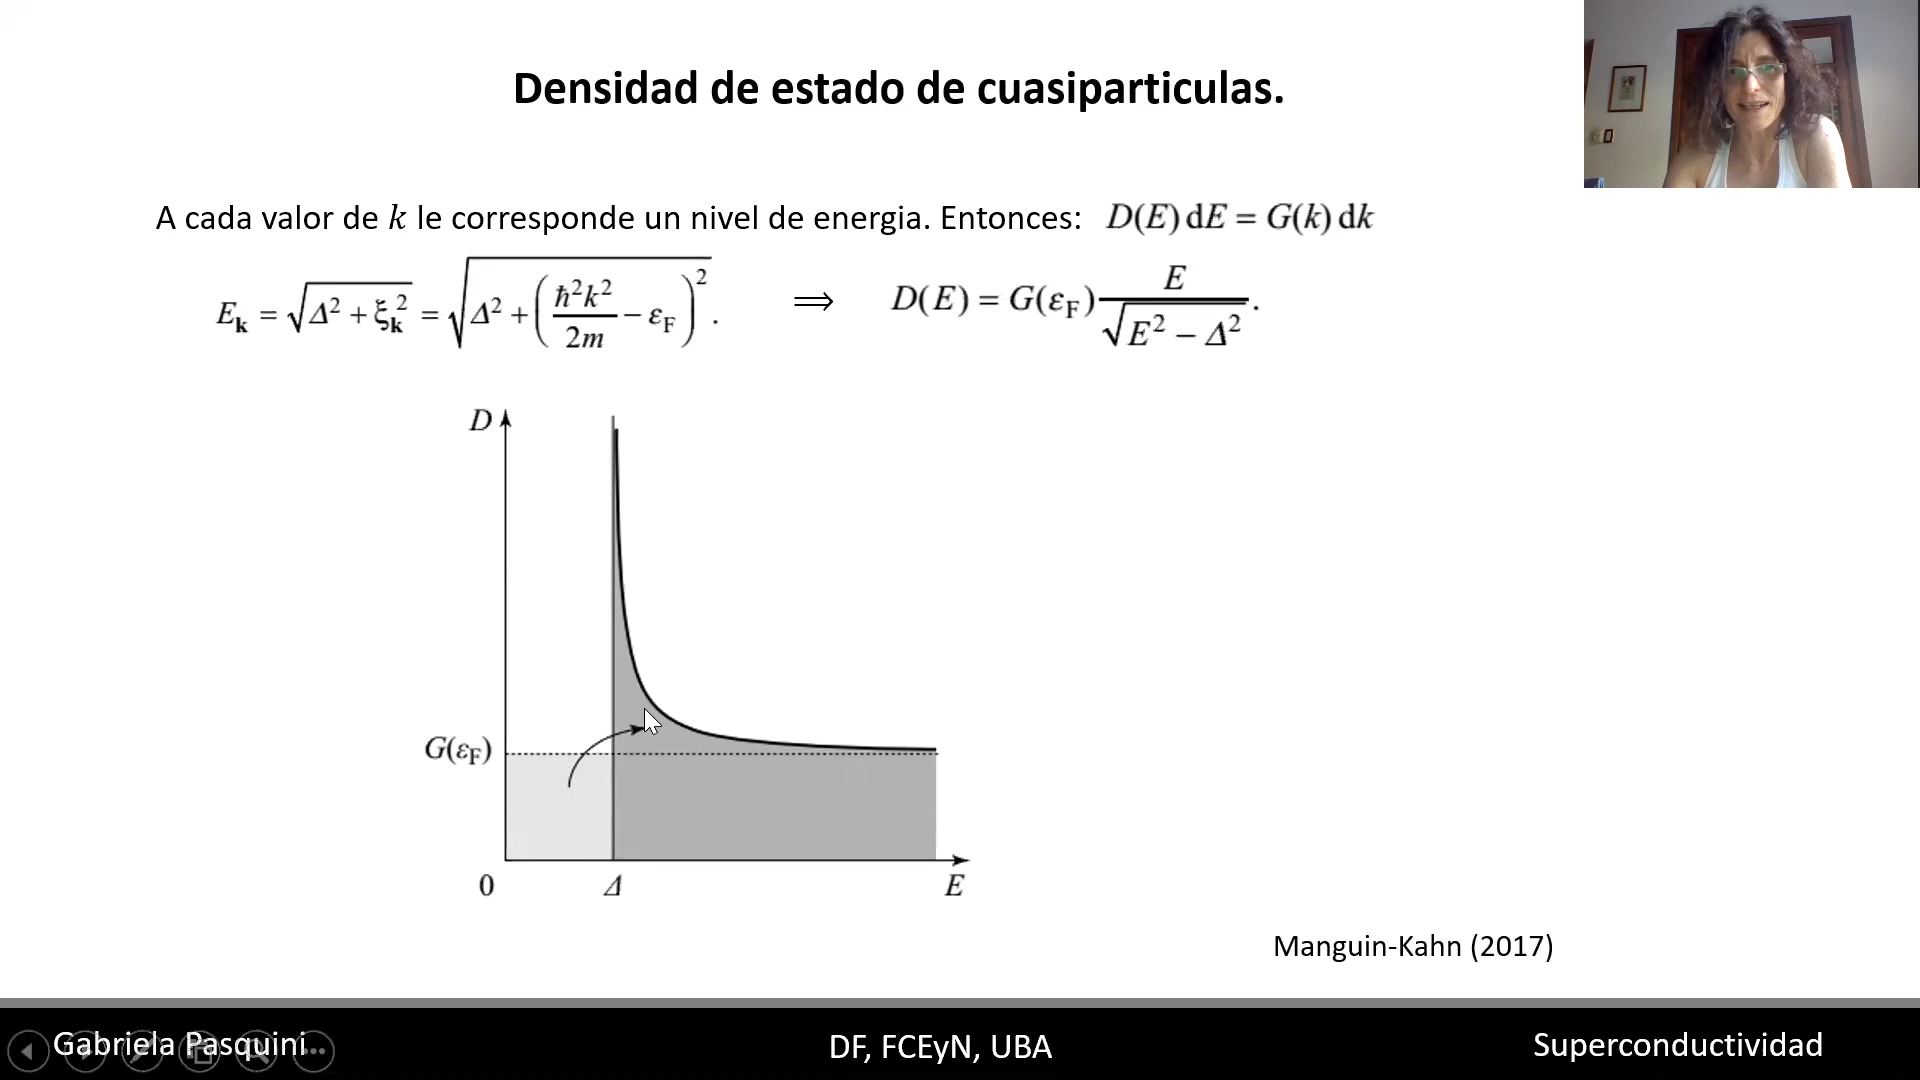 Densidad de estado de cuasiparticulas.
A cada valor de k le corresponde un nivel de energia. Entonces: D(E) dE = G(k) dk
E_k = √(Δ² + ξ_k²) = √(Δ² + (ħ²k²/2m − ε_F)²). ⟹ D(E) = G(ε_F) E/√(E² − Δ²).
D
G(ε_F)
0 Δ E
Manguin-Kahn (2017)
Gabriela Pasquini DF, FCEyN, UBA Superconductividad